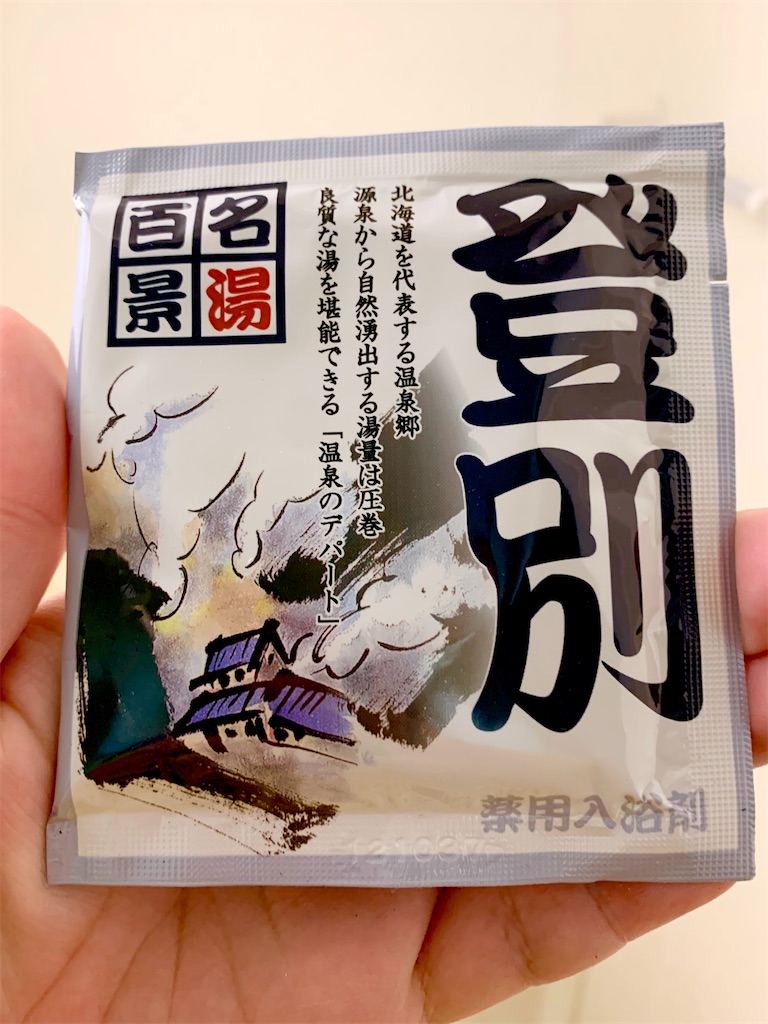 登別
北海道を代表する温泉郷
源泉から自然湧出する湯量は圧巻
良質な湯を堪能できる「温泉のデパート」
名湯
百景
薬用入浴剤